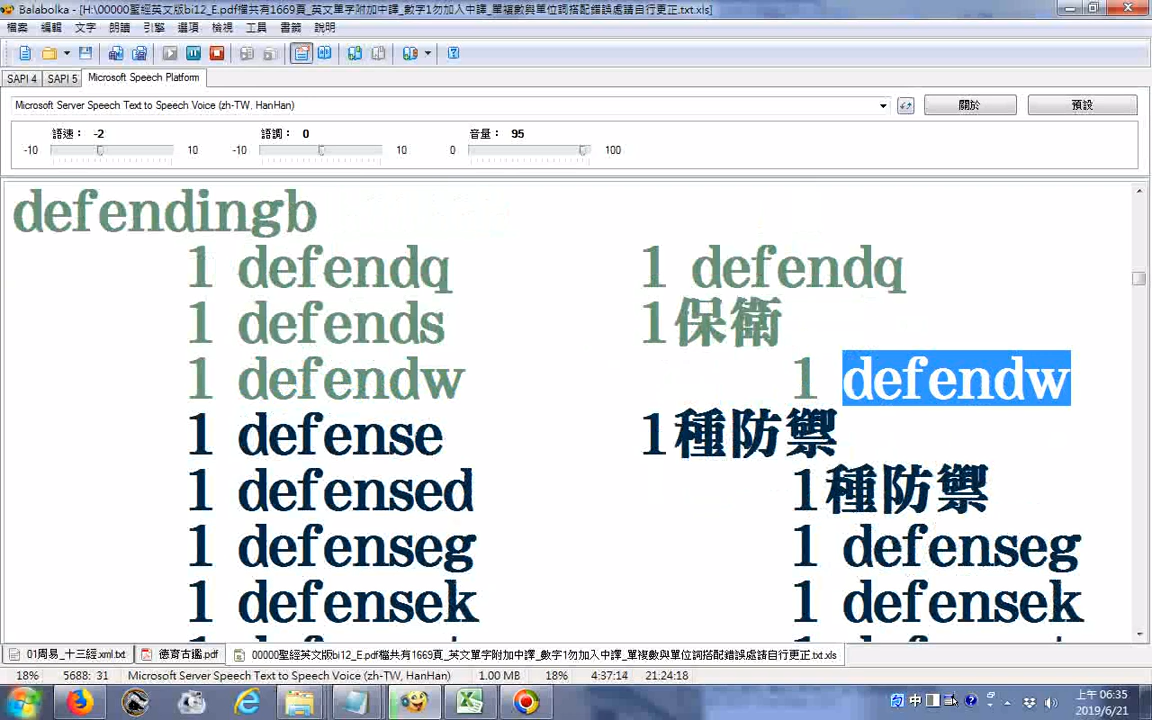 Balabolka - [H:\00000聖經英文版bi12_E.pdf檔共有1669頁_英文單字附加中譯_數字1勿加入中譯_單複數與單位詞搭配錯誤處請自行更正.txt.xls]
檔案 編輯 文字 朗讀 引擎 選項 檢視 工具 書籤 說明
SAPI 4 SAPI 5 Microsoft Speech Platform
Microsoft Server Speech Text to Speech Voice (zh-TW, HanHan) 關於 預設
語速： -2 語調： 0 音量： 95
-10 10 -10 10 0 100
defendingb
1 defendq 1 defendq
1 defends 1保衛
1 defendw 1 defendw
1 defense 1種防禦
1 defensed 1種防禦
1 defenseg 1 defenseg
1 defensek 1 defensek
01周易_十三經.xml.txt 德育古鑑.pdf 00000聖經英文版bi12_E.pdf檔共有1669頁_英文單字附加中譯_數字1勿加入中譯_單複數與單位詞搭配錯誤處請自行更正.txt.xls
18% 5688: 31 Microsoft Server Speech Text to Speech Voice (zh-TW, HanHan) 1.00 MB 18% 4:37:14 21:24:18
中 上午 06:35
2019/6/21